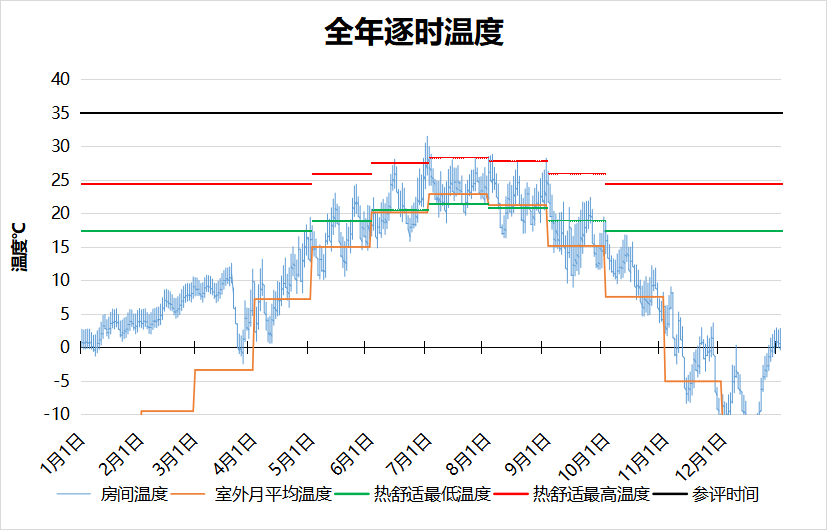 全年逐时温度
温度℃
40
35
30
25
20
15
10
5
0
-5
-10
1月1日
2月1日
3月1日
4月1日
5月1日
6月1日
7月1日
8月1日
9月1日
10月1日
11月1日
12月1日
房间温度 室外月平均温度 热舒适最低温度 热舒适最高温度 参评时间